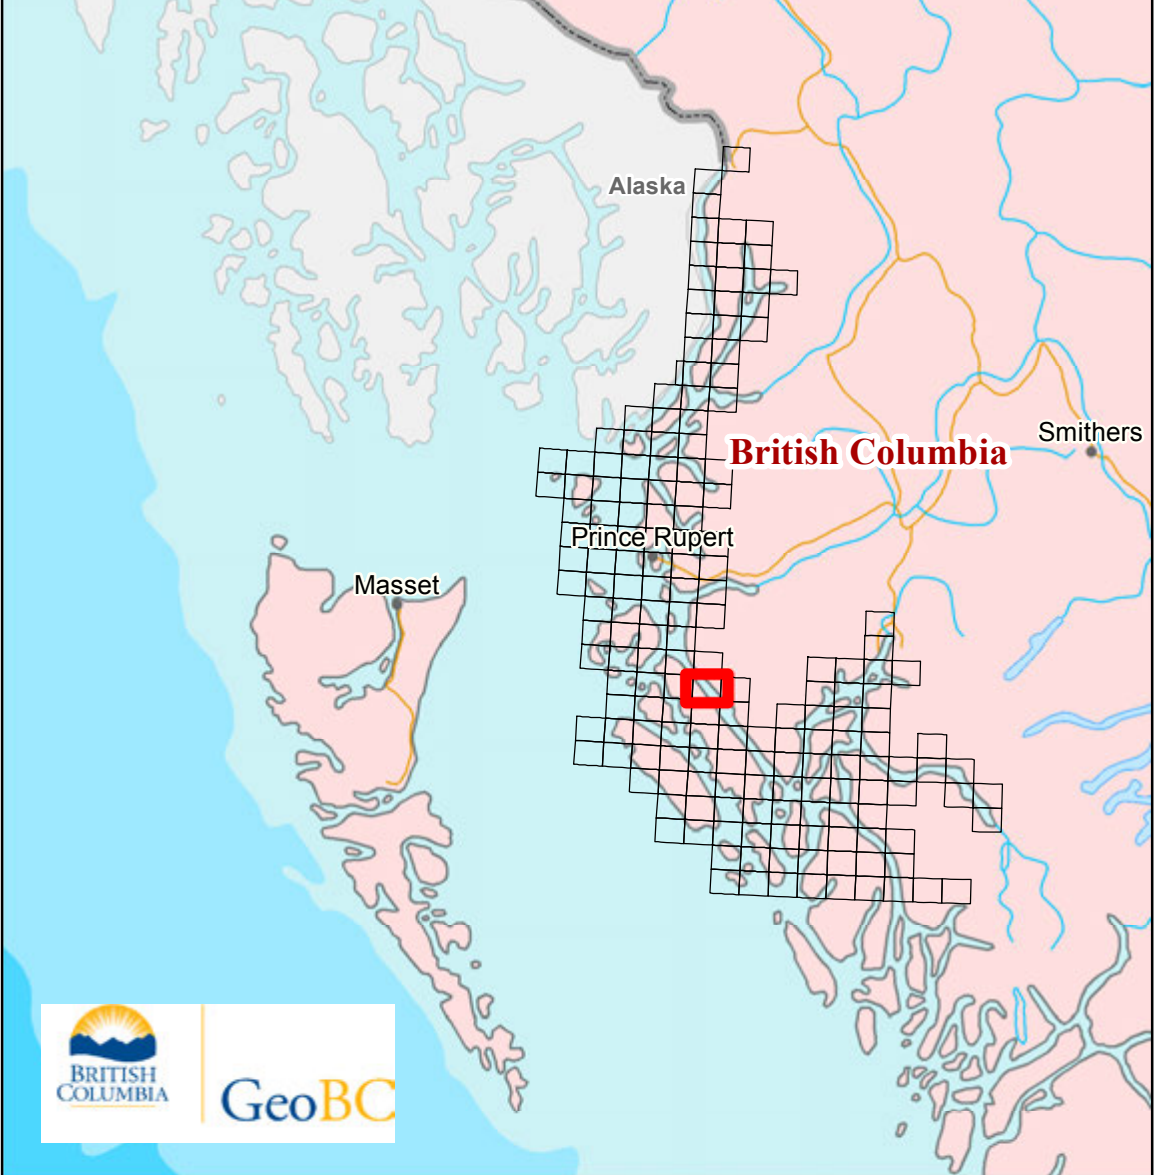 Alaska
British Columbia
Smithers
Prince Rupert
Masset
BRITISH
COLUMBIA
GeoBC